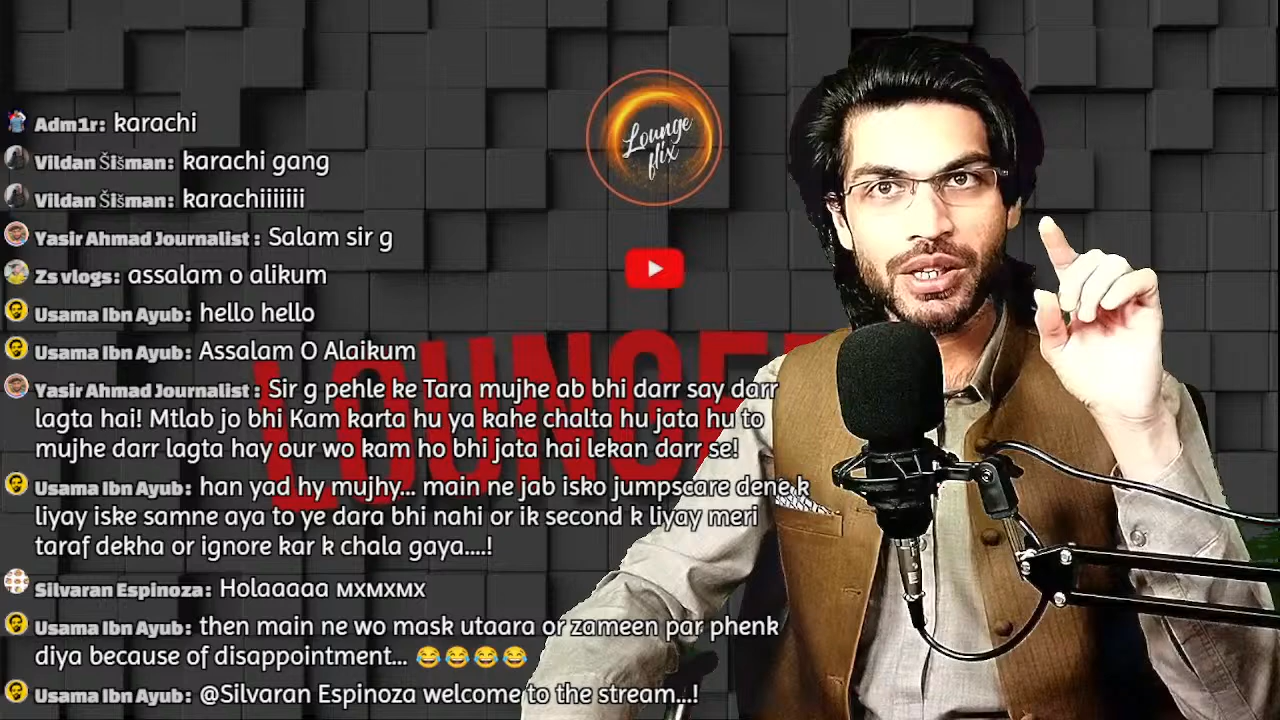 Adm1r: karachi
Vildan Šišman: karachi gang
Vildan Šišman: karachiiiiiii
Yasir Ahmad Journalist : Salam sir g
Zs vlogs: assalam o alikum
Usama Ibn Ayub: hello hello
Usama Ibn Ayub: Assalam O Alaikum
Yasir Ahmad Journalist : Sir g pehle ke Tara mujhe ab bhi darr say darr
lagta hai! Mtlab jo bhi Kam karta hu ya kahe chalta hu jata hu to
mujhe darr lagta hay our wo kam ho bhi jata hai lekan darr se!
Usama Ibn Ayub: han yad hy mujhy... main ne jab isko jumpscare dene k
liyay iske samne aya to ye dara bhi nahi or ik second k liyay meri
taraf dekha or ignore kar k chala gaya....!
Silvaran Espinoza: Holaaaaa мxмxмx
Usama Ibn Ayub: then main ne wo mask utaara or zameen par phenk
diya because of disappointment... 😂😂😂😂
Usama Ibn Ayub: @Silvaran Espinoza welcome to the stream...!
Lounge
flix